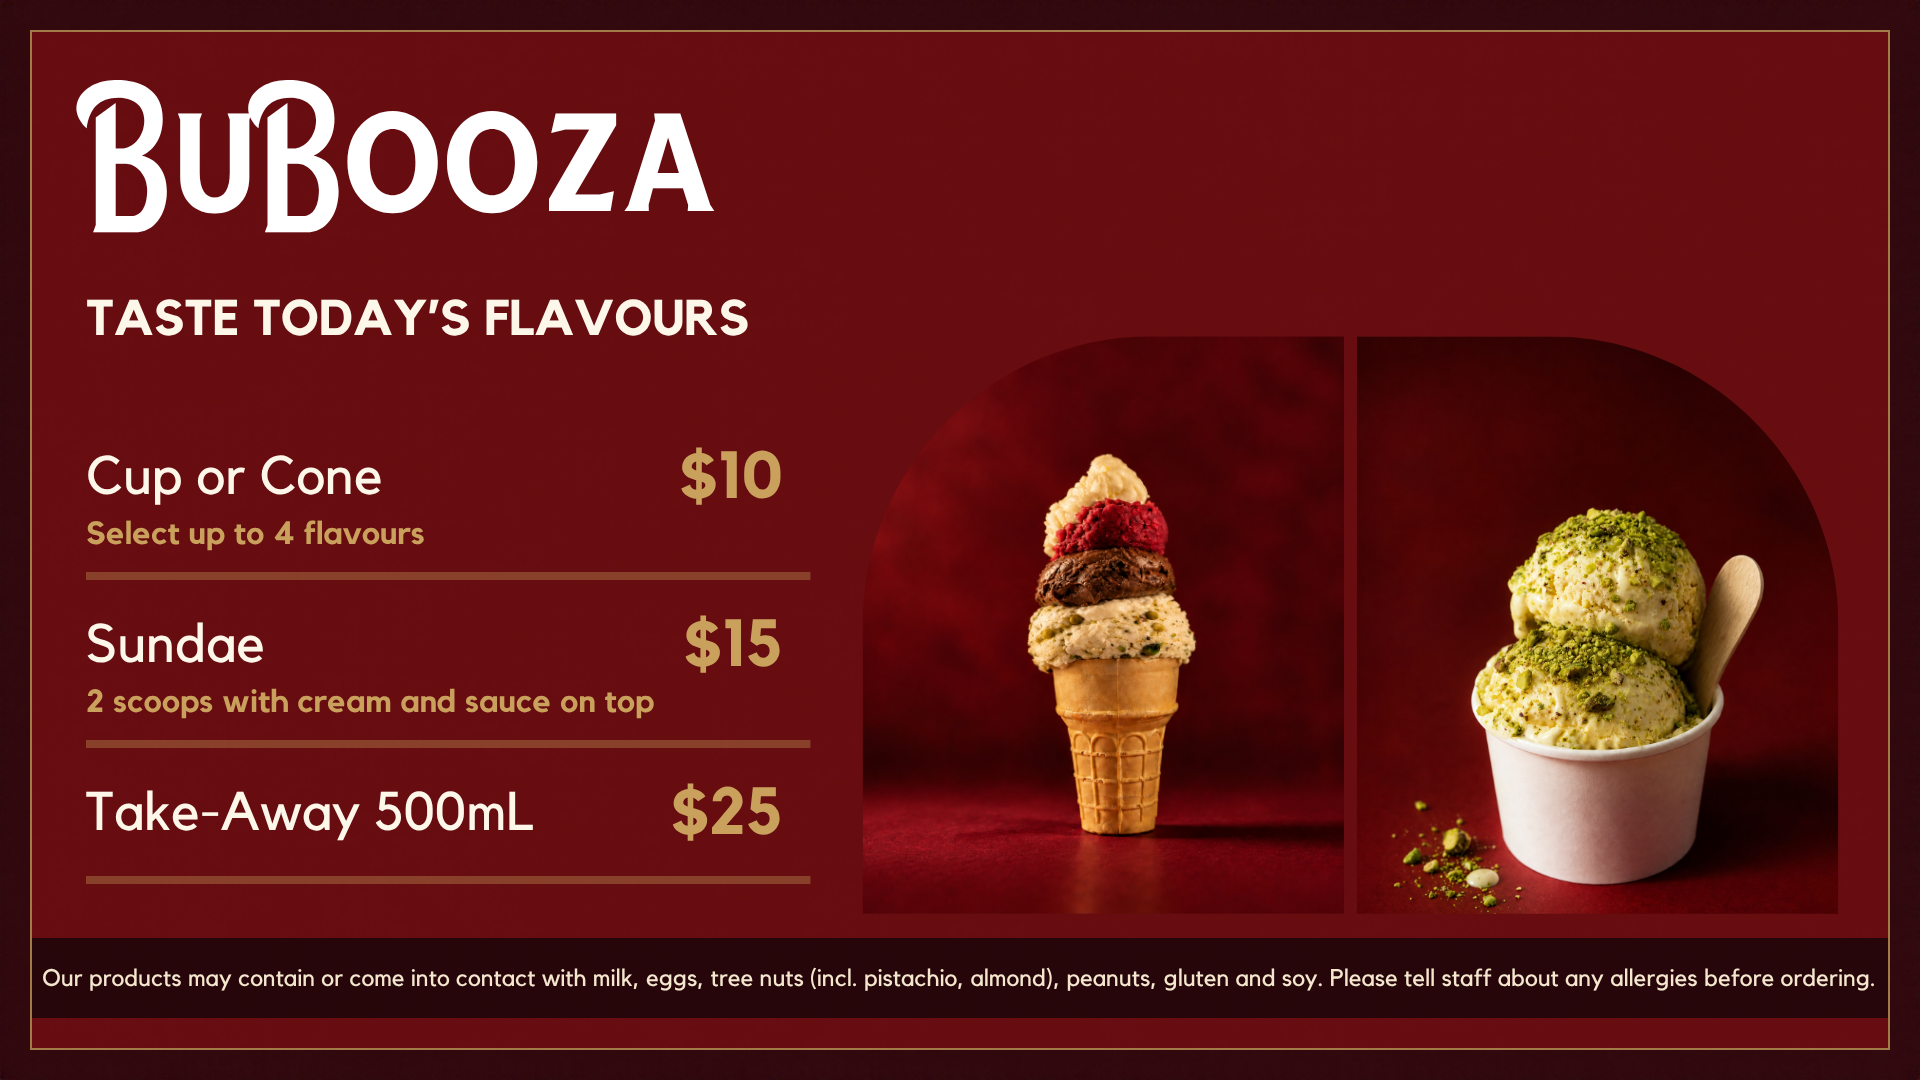 BUBOOZA
TASTE TODAY'S FLAVOURS
Cup or Cone $10
Select up to 4 flavours
Sundae $15
2 scoops with cream and sauce on top
Take-Away 500mL $25
Our products may contain or come into contact with milk, eggs, tree nuts (incl. pistachio, almond), peanuts, gluten and soy. Please tell staff about any allergies before ordering.